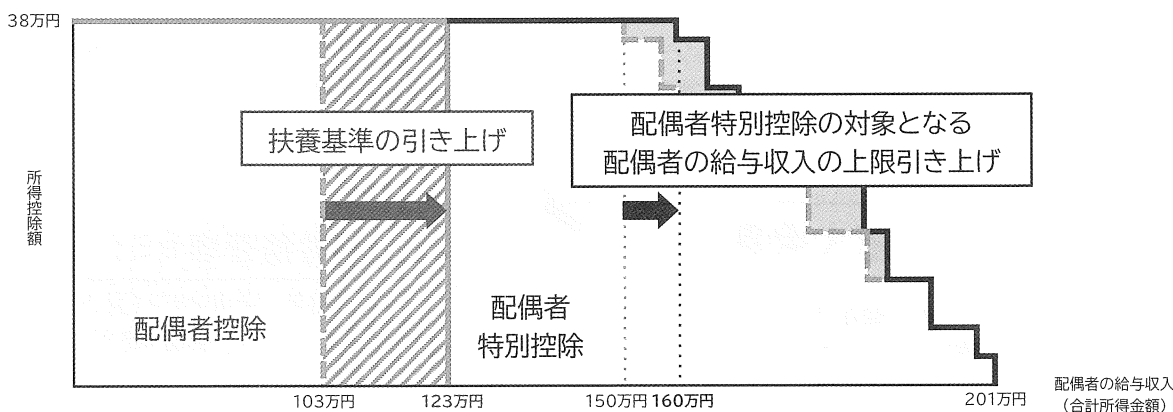 38万円
扶養基準の引き上げ
配偶者特別控除の対象となる
配偶者の給与収入の上限引き上げ
所得控除額
配偶者控除
配偶者
特別控除
103万円
123万円
150万円
160万円
201万円
配偶者の給与収入
（合計所得金額）